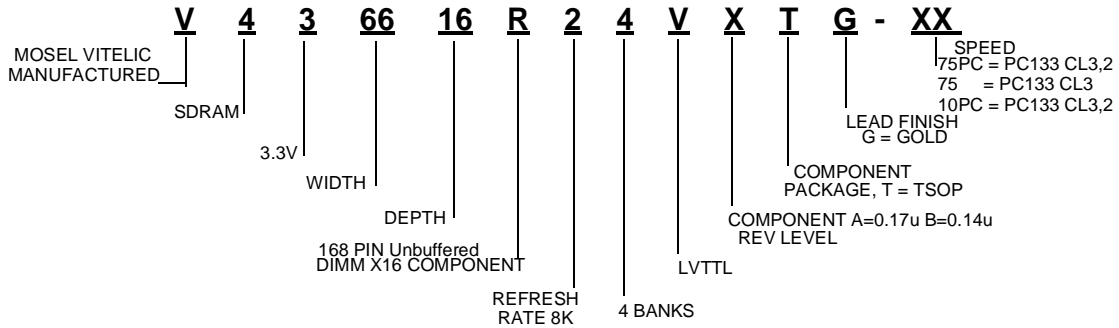 V 4 3 66 16 R 2 4 V X T G - XX
MOSEL VITELIC
MANUFACTURED
SDRAM
3.3V
WIDTH
DEPTH
168 PIN Unbuffered
DIMM X16 COMPONENT
REFRESH
RATE 8K
4 BANKS
LVTTL
COMPONENT A=0.17u B=0.14u
REV LEVEL
COMPONENT
PACKAGE, T = TSOP
LEAD FINISH
G = GOLD
SPEED
75PC = PC133 CL3,2
75 = PC133 CL3
10PC = PC133 CL3,2